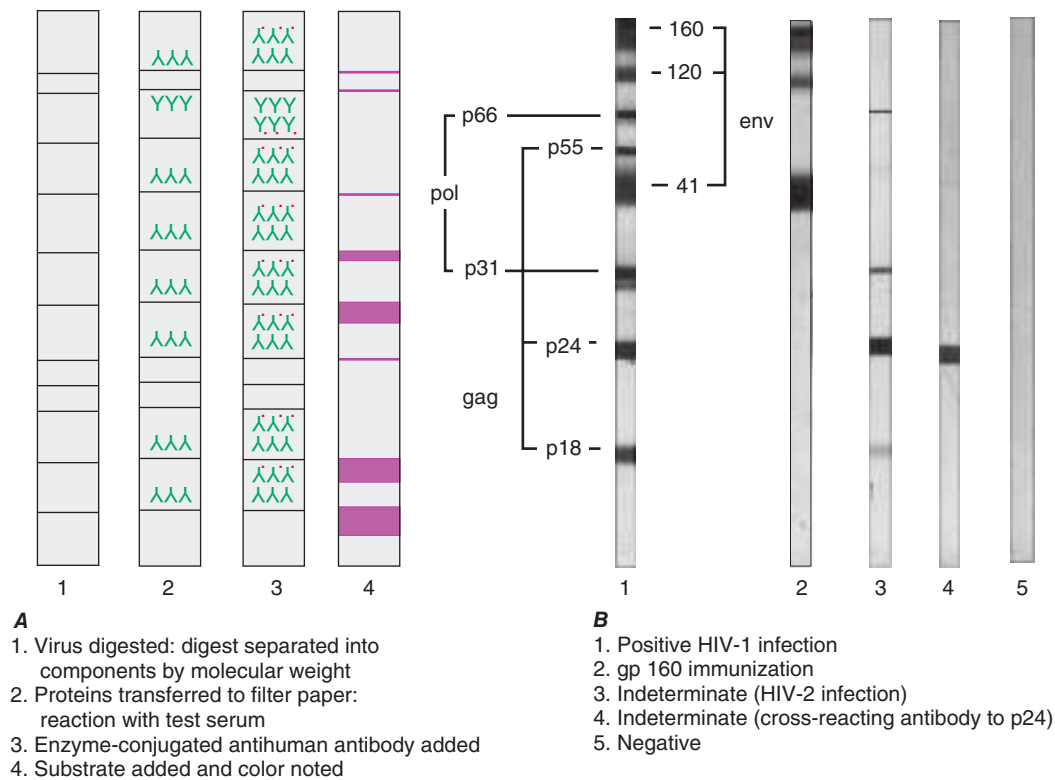 160
120
p66
env
p55
pol
41
p31
p24
gag
p18
1 2 3 4
1 2 3 4 5
A
1. Virus digested: digest separated into
components by molecular weight
2. Proteins transferred to filter paper:
reaction with test serum
3. Enzyme-conjugated antihuman antibody added
4. Substrate added and color noted
B
1. Positive HIV-1 infection
2. gp 160 immunization
3. Indeterminate (HIV-2 infection)
4. Indeterminate (cross-reacting antibody to p24)
5. Negative